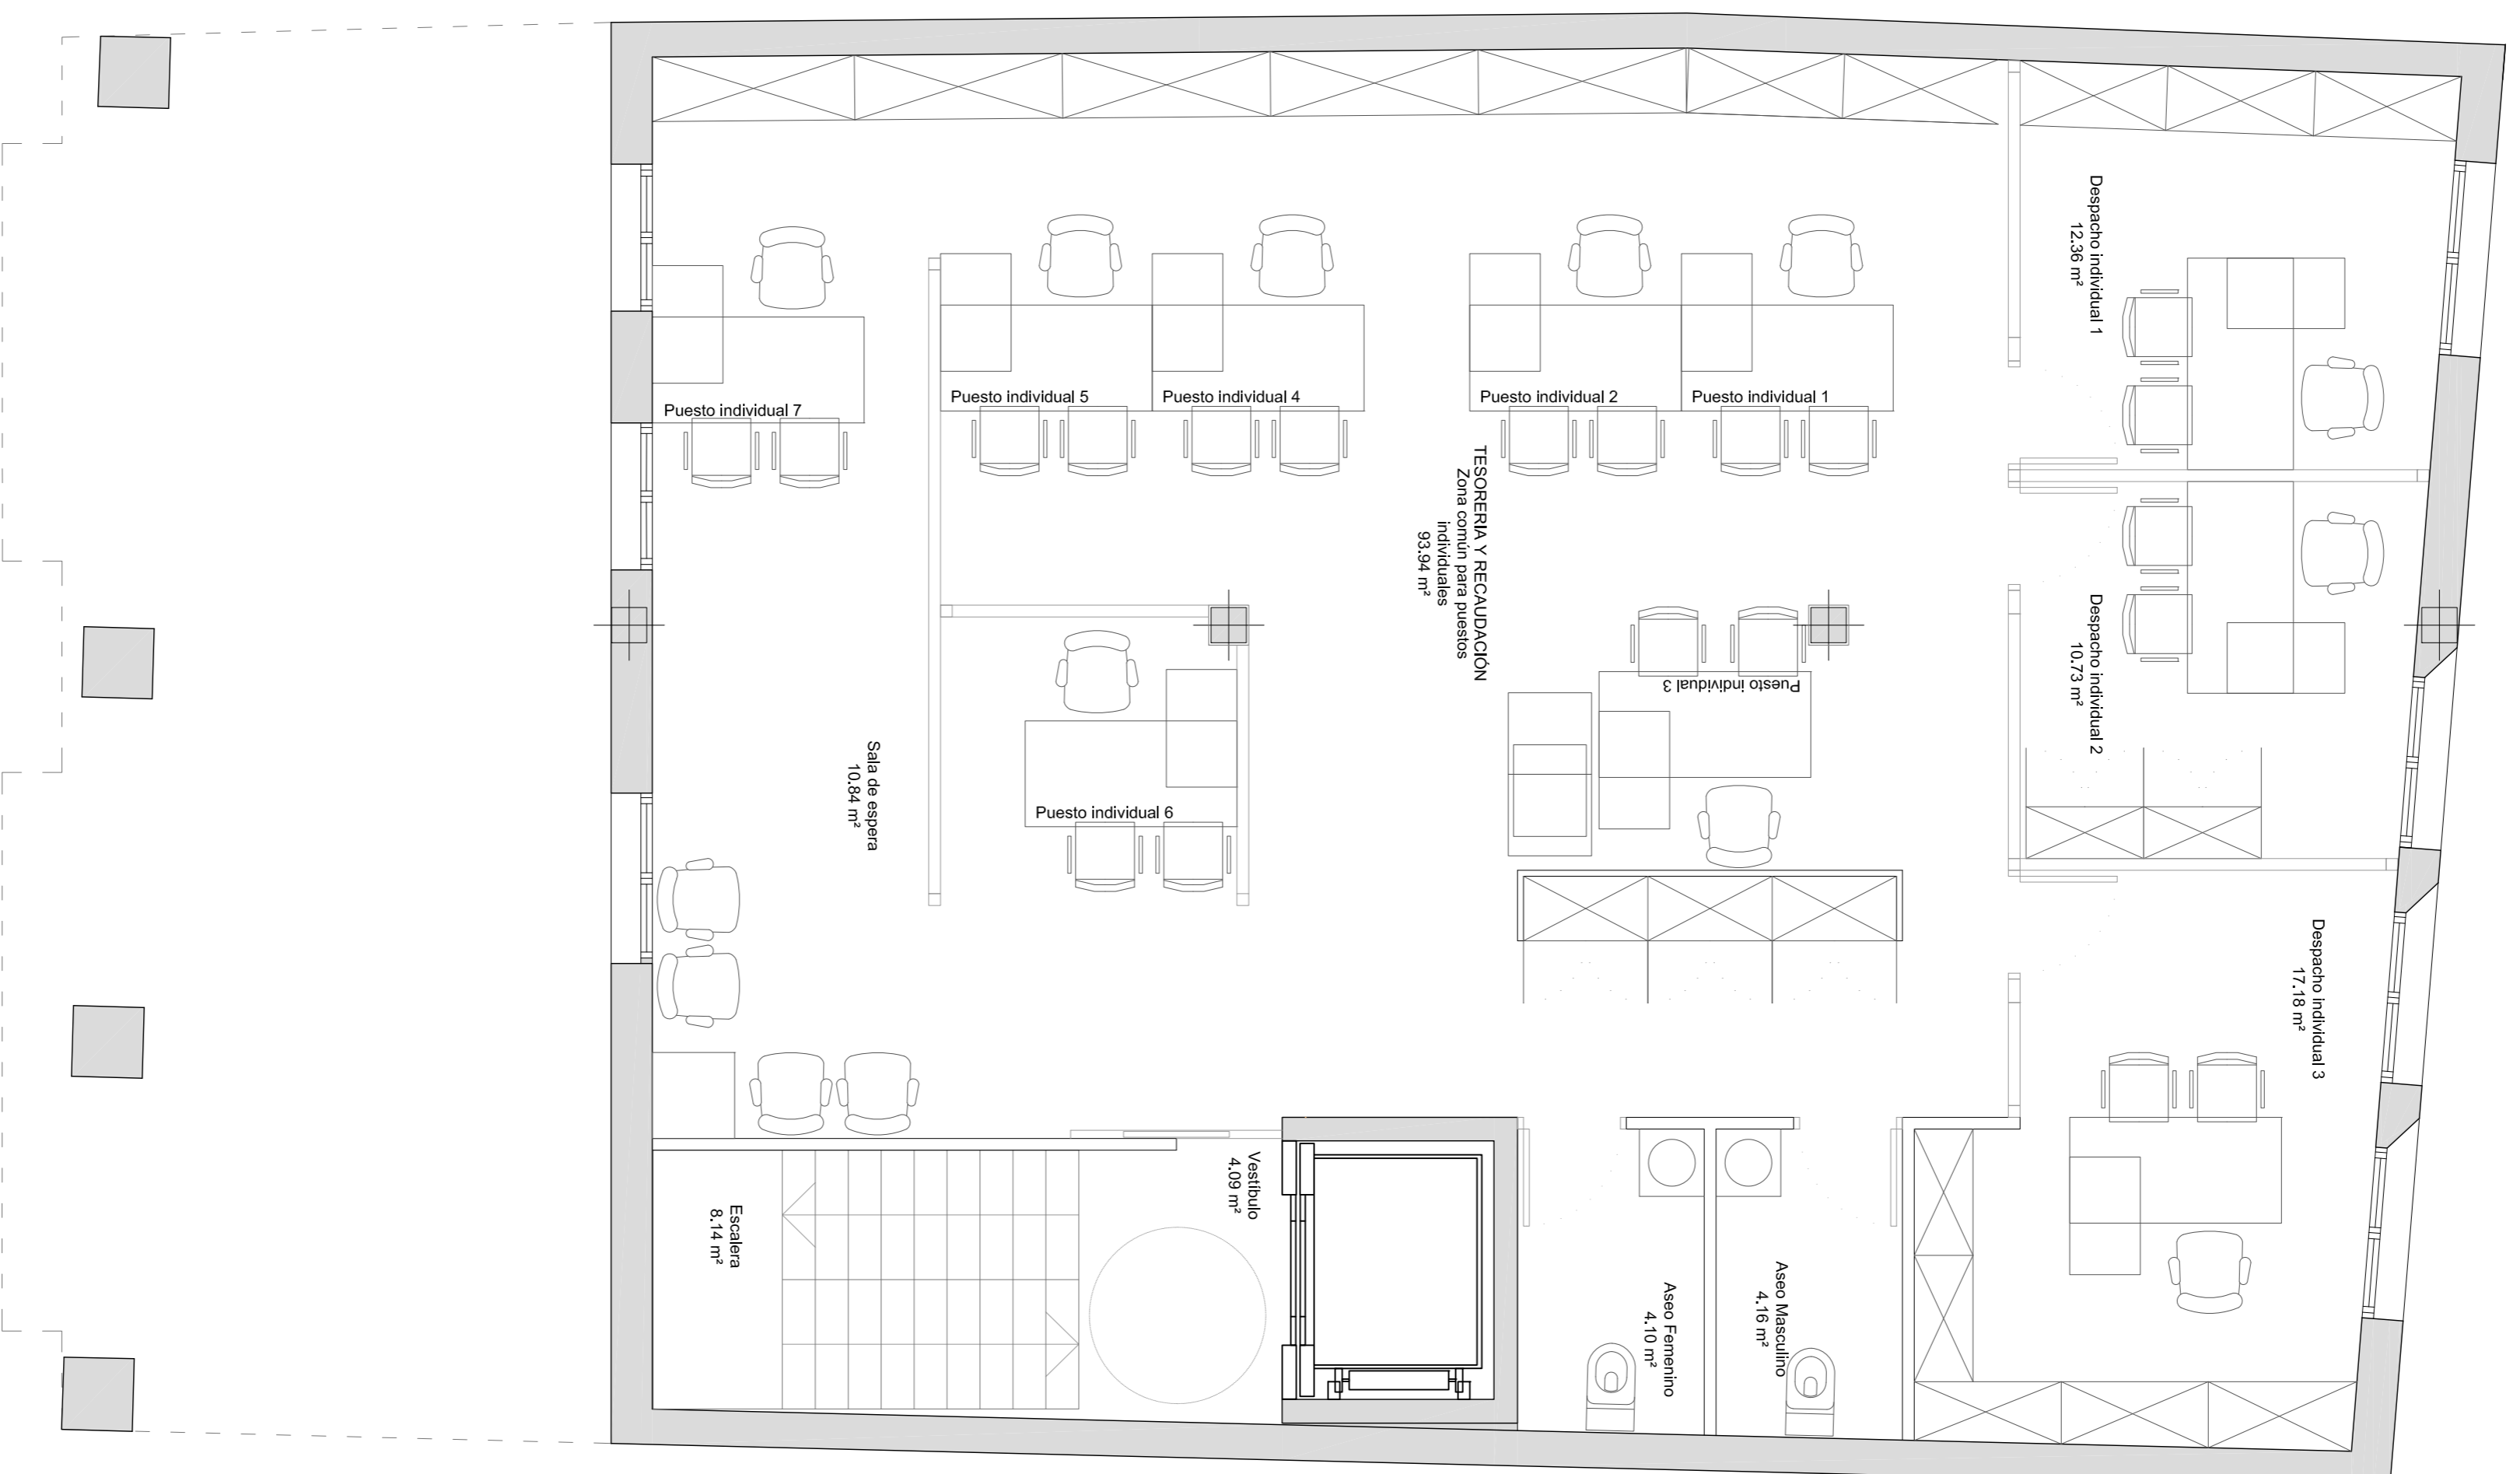 Despacho individual 1
12.36 m²
Puesto individual 7
Puesto individual 5
Puesto individual 4
Puesto individual 2
Puesto individual 1
TESORERIA Y RECAUDACIÓN
Zona común para puestos
individuales
93.94 m²
Despacho individual 2
10.73 m²
Puesto individual 3
Sala de espera
10.84 m²
Puesto individual 6
Despacho individual 3
17.18 m²
Vestíbulo
4.09 m²
Escalera
8.14 m²
Aseo Femenino
4.10 m²
Aseo Masculino
4.16 m²